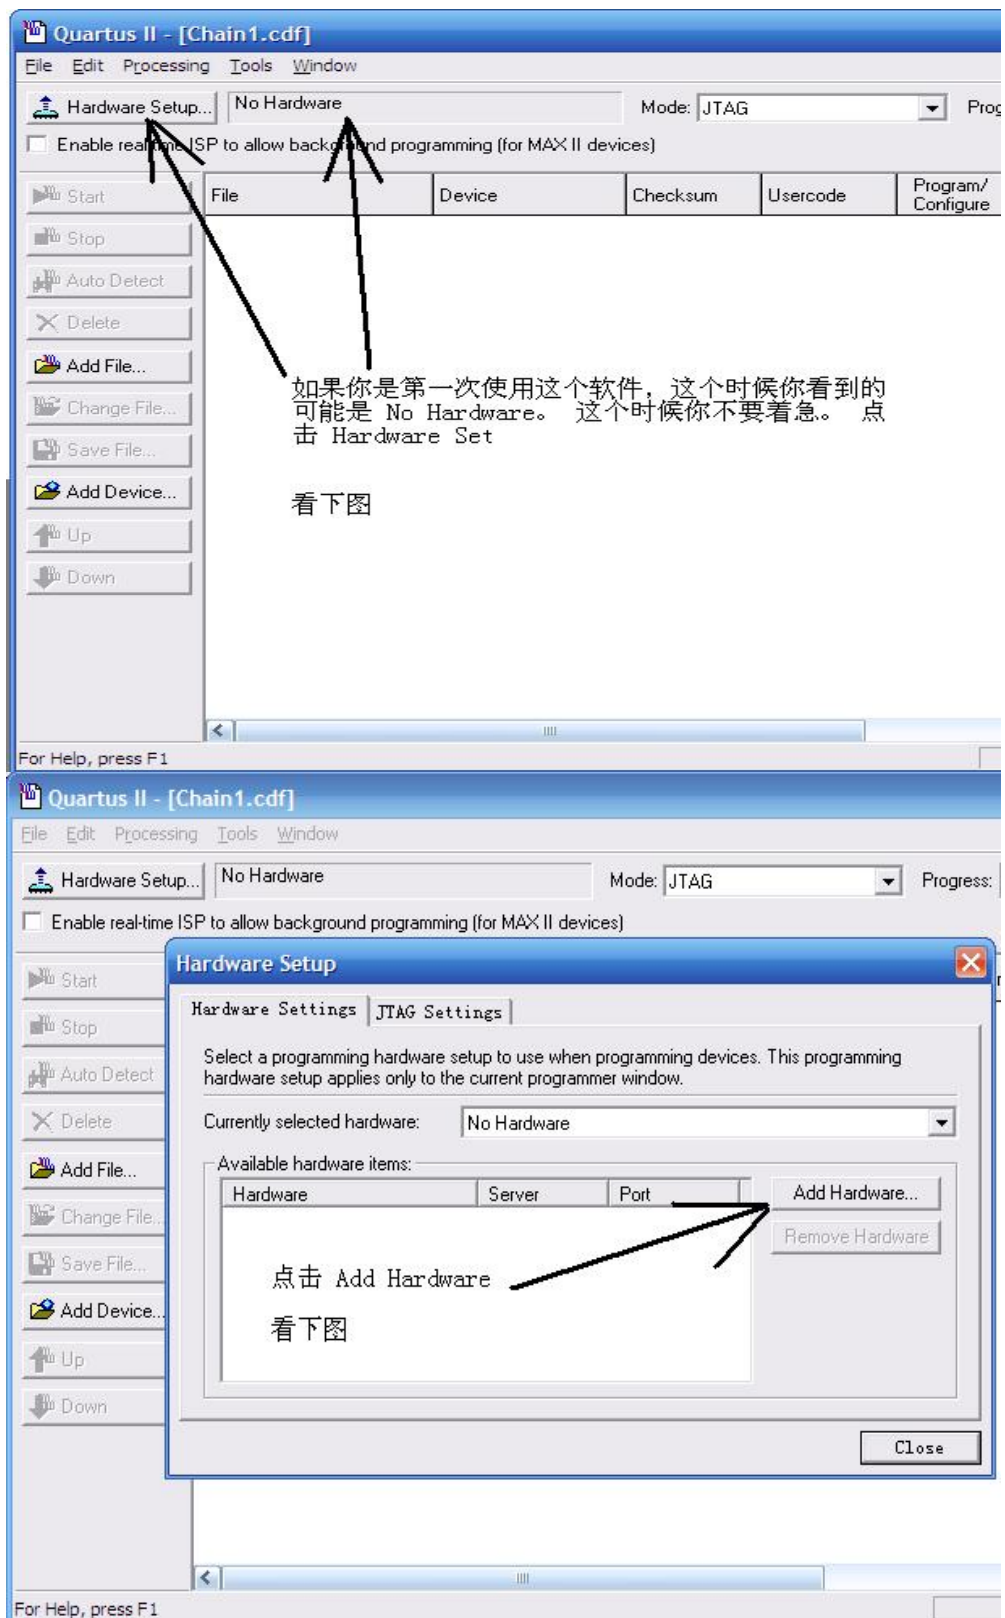 Quartus II - [Chain1.cdf]
File Edit Processing Tools Window
Hardware Setup... No Hardware Mode: JTAG Prog
Enable real-time ISP to allow background programming (for MAX II devices)
Start File Device Checksum Usercode Program/
Configure
Stop
Auto Detect
Delete
Add File...
如果你是第一次使用这个软件，这个时候你看到的
Change File... 可能是 No Hardware。 这个时候你不要着急。 点
击 Hardware Set
Save File...
Add Device...
看下图
Up
Down
For Help, press F1
Quartus II - [Chain1.cdf]
File Edit Processing Tools Window
Hardware Setup... No Hardware Mode: JTAG Progress:
Enable real-time ISP to allow background programming (for MAX II devices)
Hardware Setup
Start
Hardware Settings JTAG Settings
Stop
Select a programming hardware setup to use when programming devices. This programming
hardware setup applies only to the current programmer window.
Auto Detect
Delete Currently selected hardware: No Hardware
Available hardware items:
Add File...
Hardware Server Port Add Hardware...
Change File... Remove Hardware
Save File... 点击 Add Hardware
Add Device...
看下图
Up
Down
Close
For Help, press F1